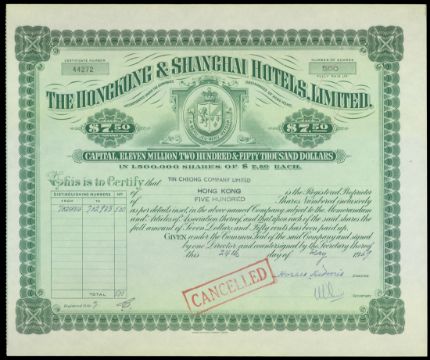 CERTIFICATE NUMBER
44272
NUMBER OF SHARES
500
FULLY PAID UP
THE HONGKONG & SHANGHAI HOTELS, LIMITED.
$7.50
$7.50
CAPITAL, ELEVEN MILLION TWO HUNDRED & FIFTY THOUSAND DOLLARS
IN 1,500,000 SHARES OF $ 7.50 EACH.
This is to Certify that TIN CHEONG COMPANY LIMITED
HONG KONG
is the Registered Proprietor
DISTINGUISHING NUMBERS
FROM TO
FIVE HUNDRED
Shares Numbered inclusively
as per details inset, in the above named Company, subject to the Memorandum
and Articles of Association thereof, and that upon each of the said shares the
full amount of Seven Dollars and Fifty cents has been paid up.
GIVEN under the Common Seal of the said Company and signed
by one Director and countersigned by the Secretary thereof
this 24th day of May
TOTAL
CANCELLED